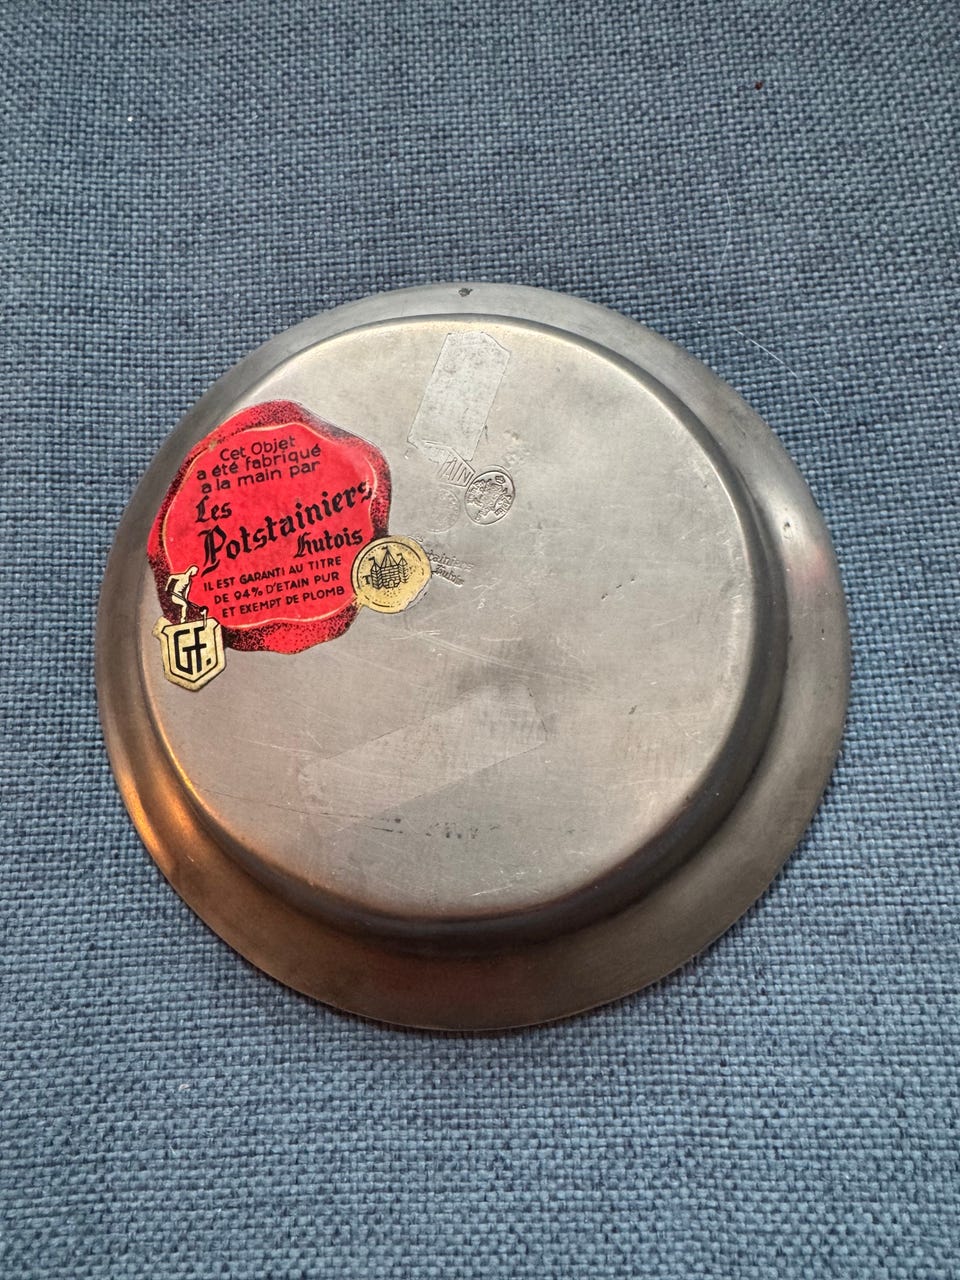 Cet Objet
a été fabriqué
a la main par
Les
Potstainiers
hutois
IL EST GARANTI AU TITRE
DE 94% D'ETAIN PUR
ET EXEMPT DE PLOMB
GF.